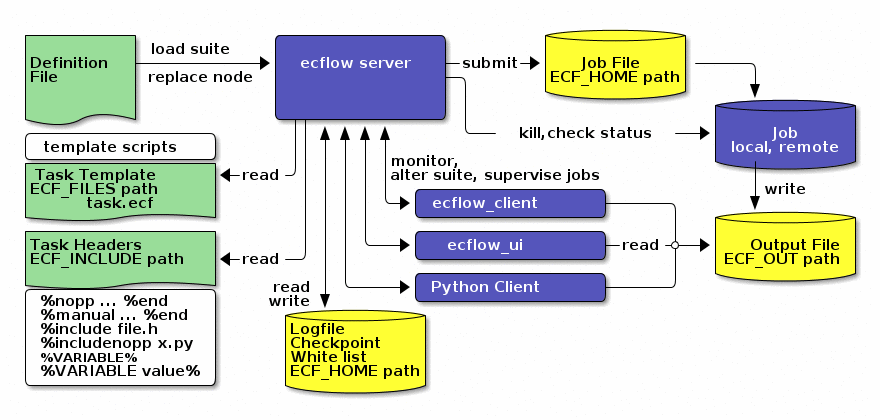 Definition
File
load suite
replace node
ecflow server
submit
Job File
ECF_HOME path
kill,check status
Job
local, remote
write
Output File
ECF_OUT path
template scripts
Task Template
ECF_FILES path
task.ecf
read
Task Headers
ECF_INCLUDE path
read
%nopp ... %end
%manual ... %end
%include file.h
%includenopp x.py
%VARIABLE%
%VARIABLE value%
monitor,
alter suite, supervise jobs
ecflow_client
ecflow_ui
read
Python Client
read
write
Logfile
Checkpoint
White list
ECF_HOME path